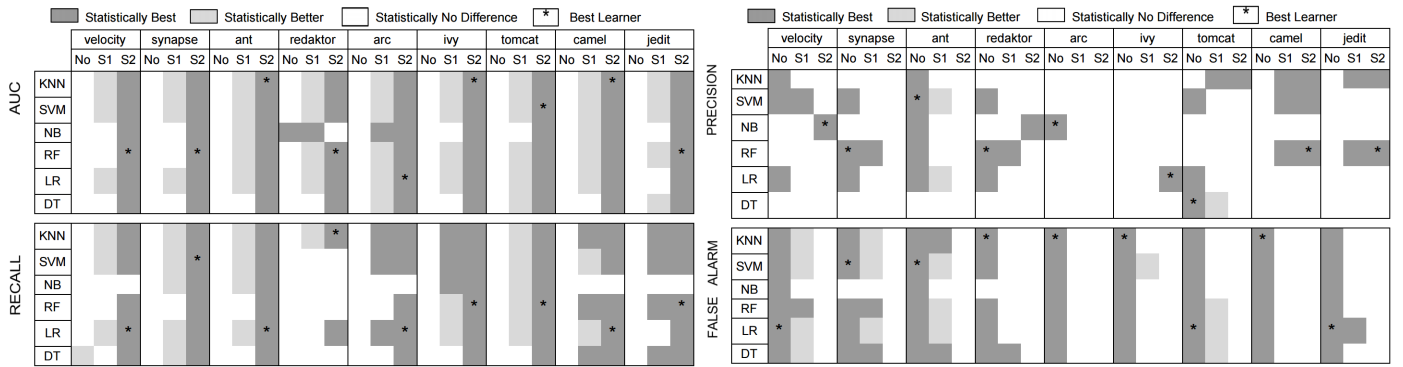 Statistically Best Statistically Better Statistically No Difference * Best Learner
velocity synapse ant redaktor arc ivy tomcat camel jedit
No S1 S2 No S1 S2 No S1 S2 No S1 S2 No S1 S2 No S1 S2 No S1 S2 No S1 S2 No S1 S2
AUC
KNN * * *
SVM *
NB
RF * * * *
LR *
DT
RECALL
KNN *
SVM *
NB
RF * * *
LR * * * *
DT
Statistically Best Statistically Better Statistically No Difference * Best Learner
velocity synapse ant redaktor arc ivy tomcat camel jedit
No S1 S2 No S1 S2 No S1 S2 No S1 S2 No S1 S2 No S1 S2 No S1 S2 No S1 S2 No S1 S2
PRECISION
KNN
SVM *
NB * *
RF * * * *
LR *
DT *
FALSE ALARM
KNN * * * *
SVM * *
NB
RF
LR * * *
DT